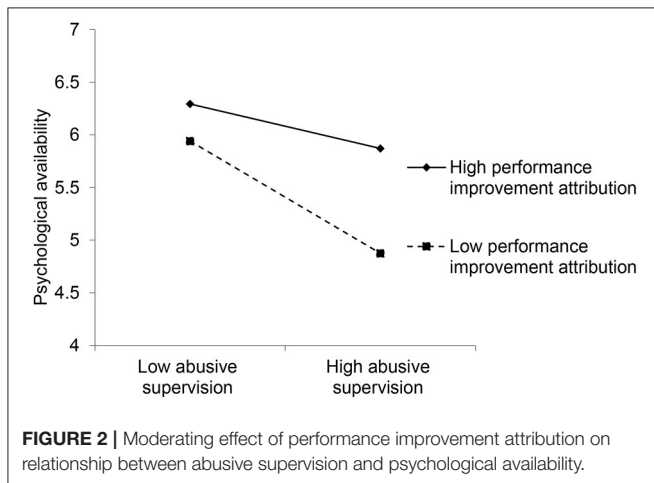 7
6.5
6
5.5
5
4.5
4
Psychological availability
Low abusive
supervision
High abusive
supervision
High performance
improvement attribution
Low performance
improvement attribution
FIGURE 2 | Moderating effect of performance improvement attribution on
relationship between abusive supervision and psychological availability.